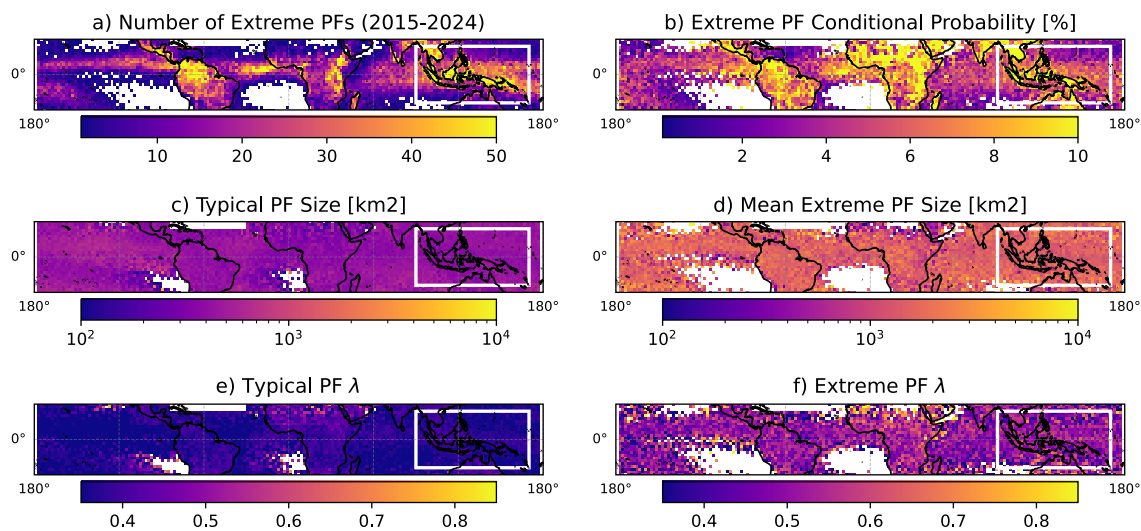 a) Number of Extreme PFs (2015-2024)
0°
180° 180°
10 20 30 40 50
b) Extreme PF Conditional Probability [%]
0°
180° 180°
2 4 6 8 10
c) Typical PF Size [km2]
0°
180° 180°
10² 10³ 10⁴
d) Mean Extreme PF Size [km2]
0°
180° 180°
10² 10³ 10⁴
e) Typical PF λ
0°
180° 180°
0.4 0.5 0.6 0.7 0.8
f) Extreme PF λ
0°
180° 180°
0.4 0.5 0.6 0.7 0.8